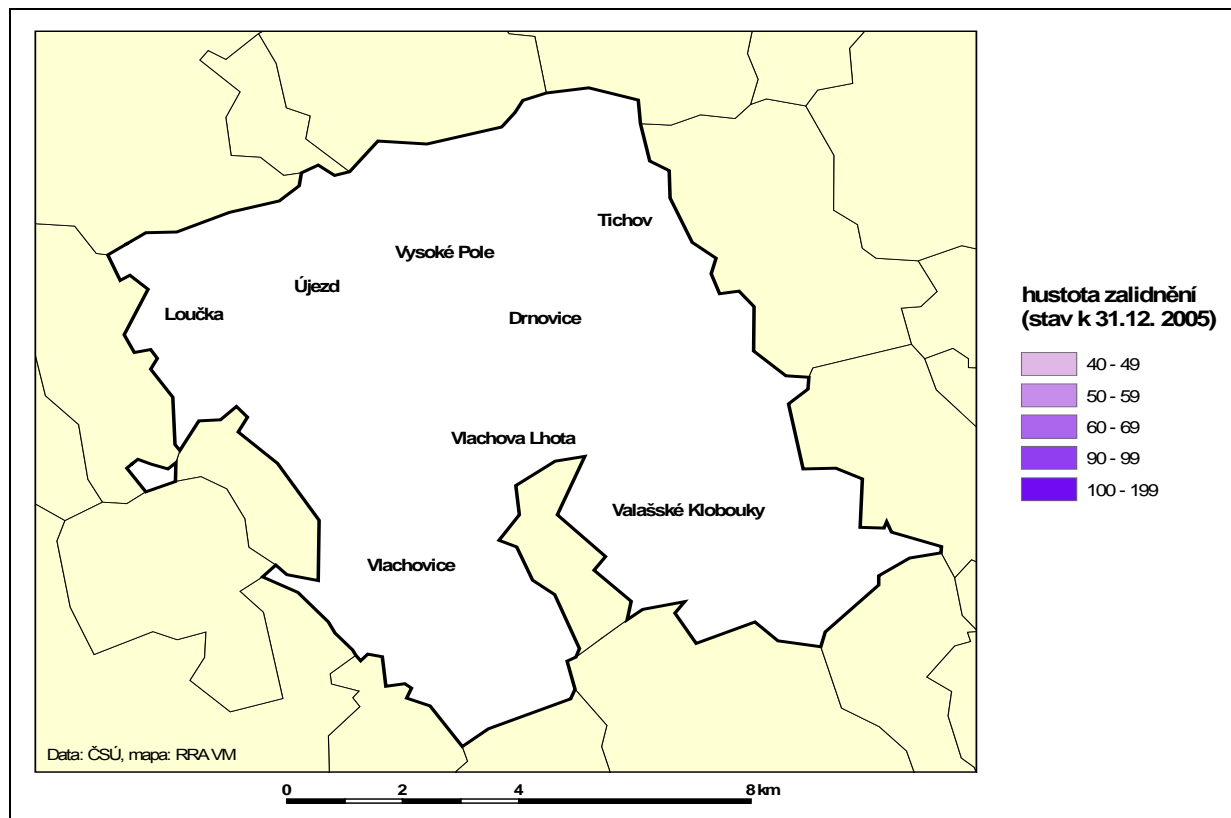 Tichov
Vysoké Pole
Újezd
Loučka
Drnovice
Vlachova Lhota
Valašské Klobouky
Vlachovice
Data: ČSÚ, mapa: RRA VM
0 2 4 8 km
hustota zalidnění
(stav k 31.12. 2005)
40 - 49
50 - 59
60 - 69
90 - 99
100 - 199